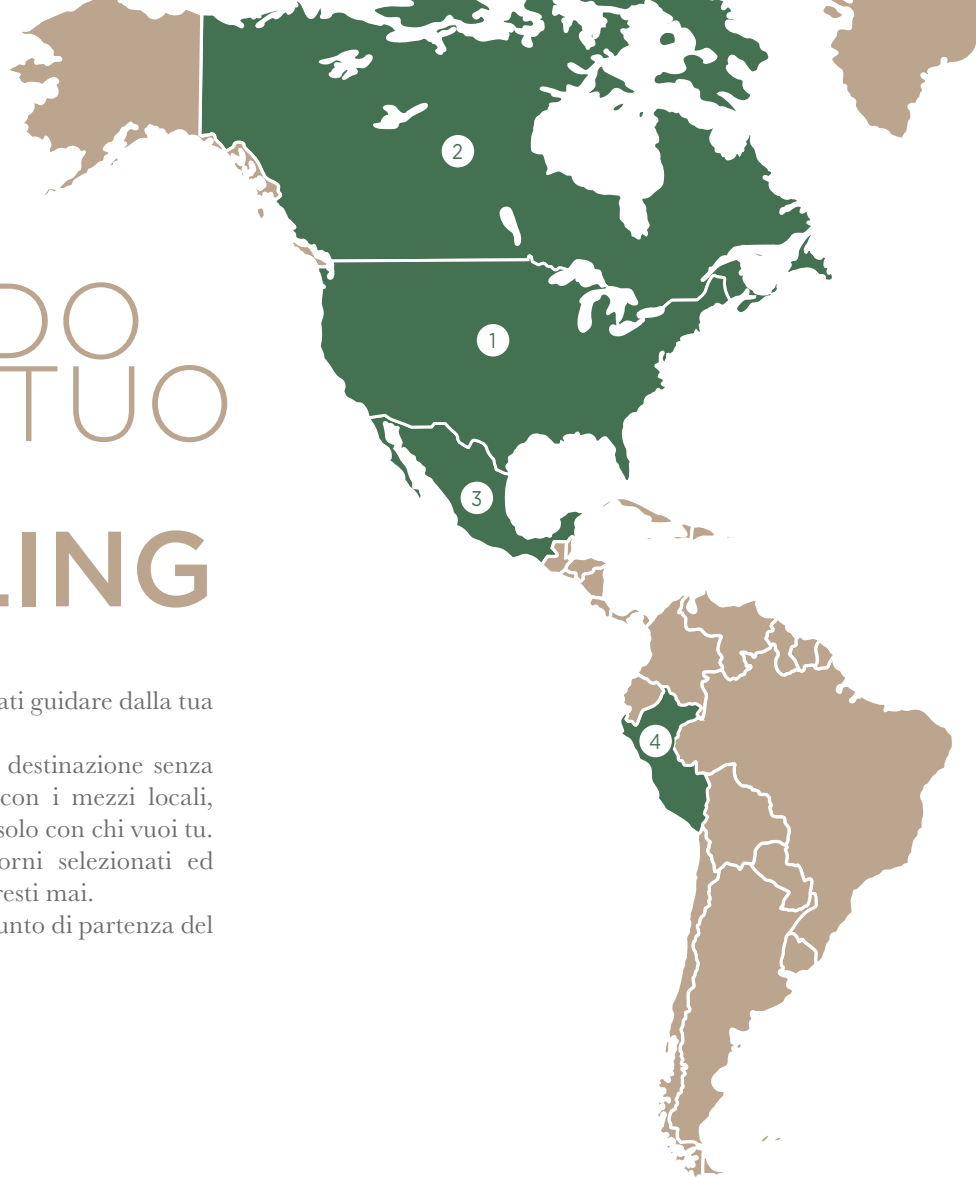 DO
TUO
LING
ati guidare dalla tua
destinazione senza
con i mezzi locali,
solo con chi vuoi tu.
orni selezionati ed
resti mai.
unto di partenza del
2
1
3
4